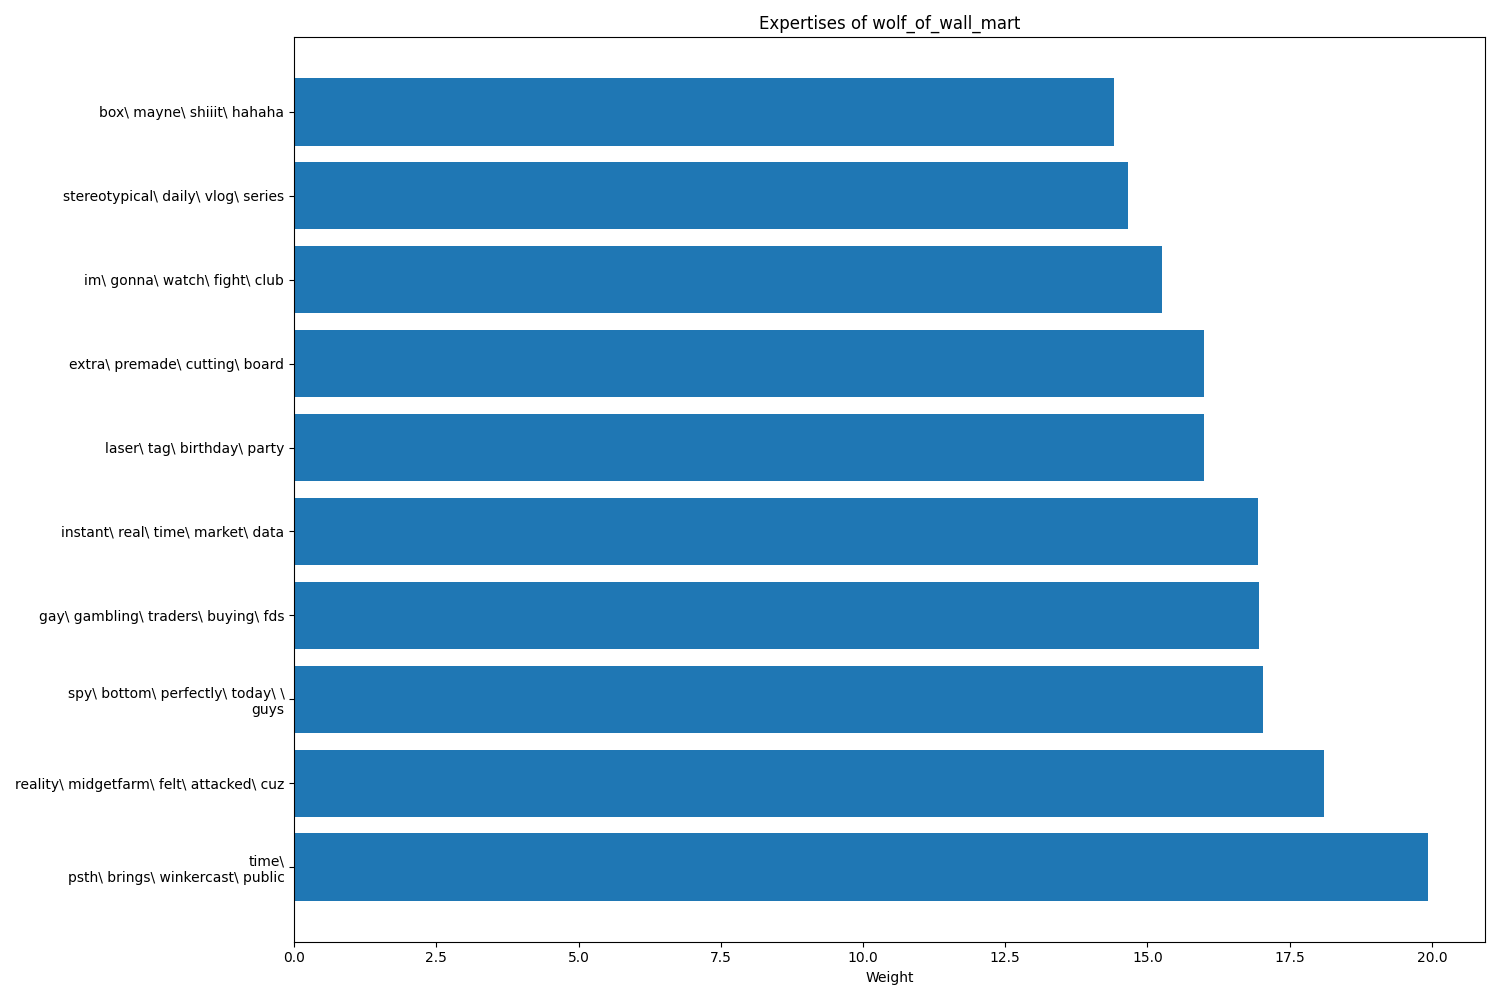 Expertises of wolf_of_wall_mart
box\ mayne\ shiiit\ hahaha
stereotypical\ daily\ vlog\ series
im\ gonna\ watch\ fight\ club
extra\ premade\ cutting\ board
laser\ tag\ birthday\ party
instant\ real\ time\ market\ data
gay\ gambling\ traders\ buying\ fds
spy\ bottom\ perfectly\ today\ \
guys
reality\ midgetfarm\ felt\ attacked\ cuz
time\
psth\ brings\ winkercast\ public
0.0 2.5 5.0 7.5 10.0 12.5 15.0 17.5 20.0
Weight